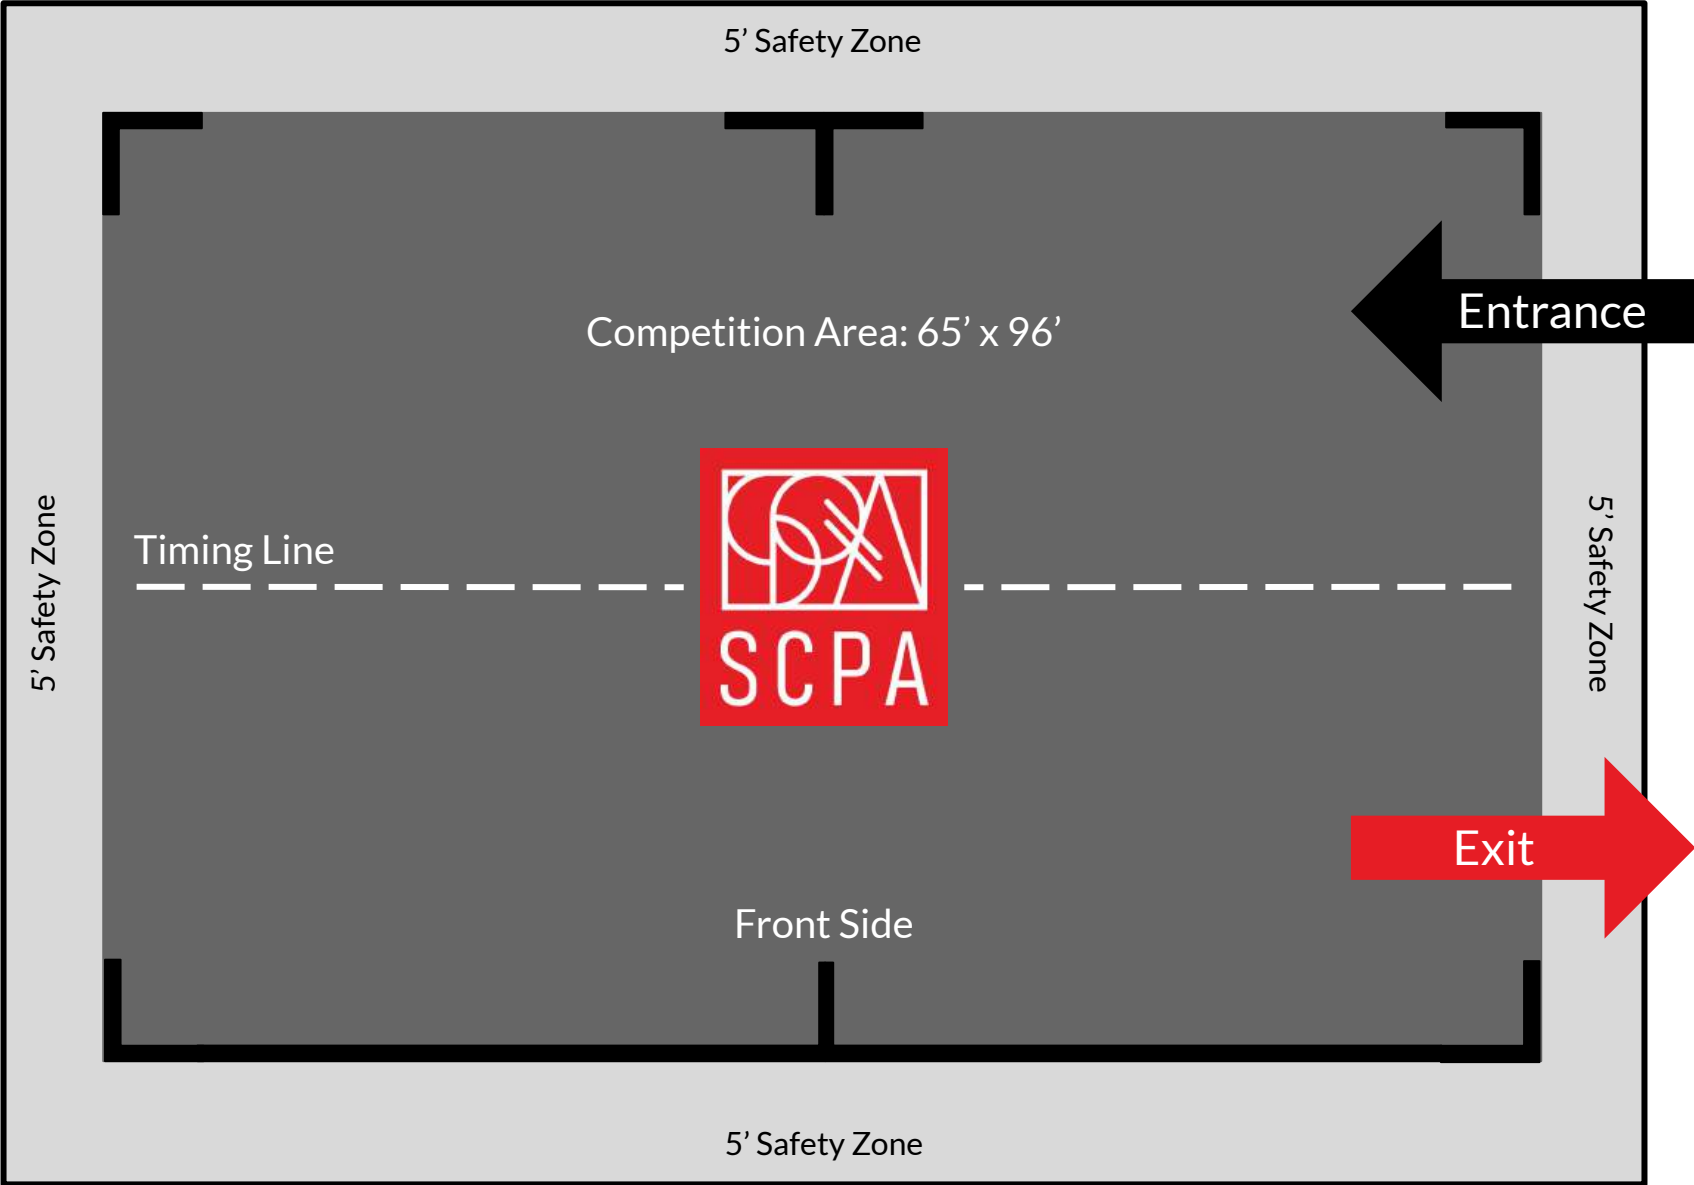 5’ Safety Zone
Competition Area: 65’ x 96’
Entrance
5’ Safety Zone
Timing Line
SCPA
5’ Safety Zone
Exit
Front Side
5’ Safety Zone